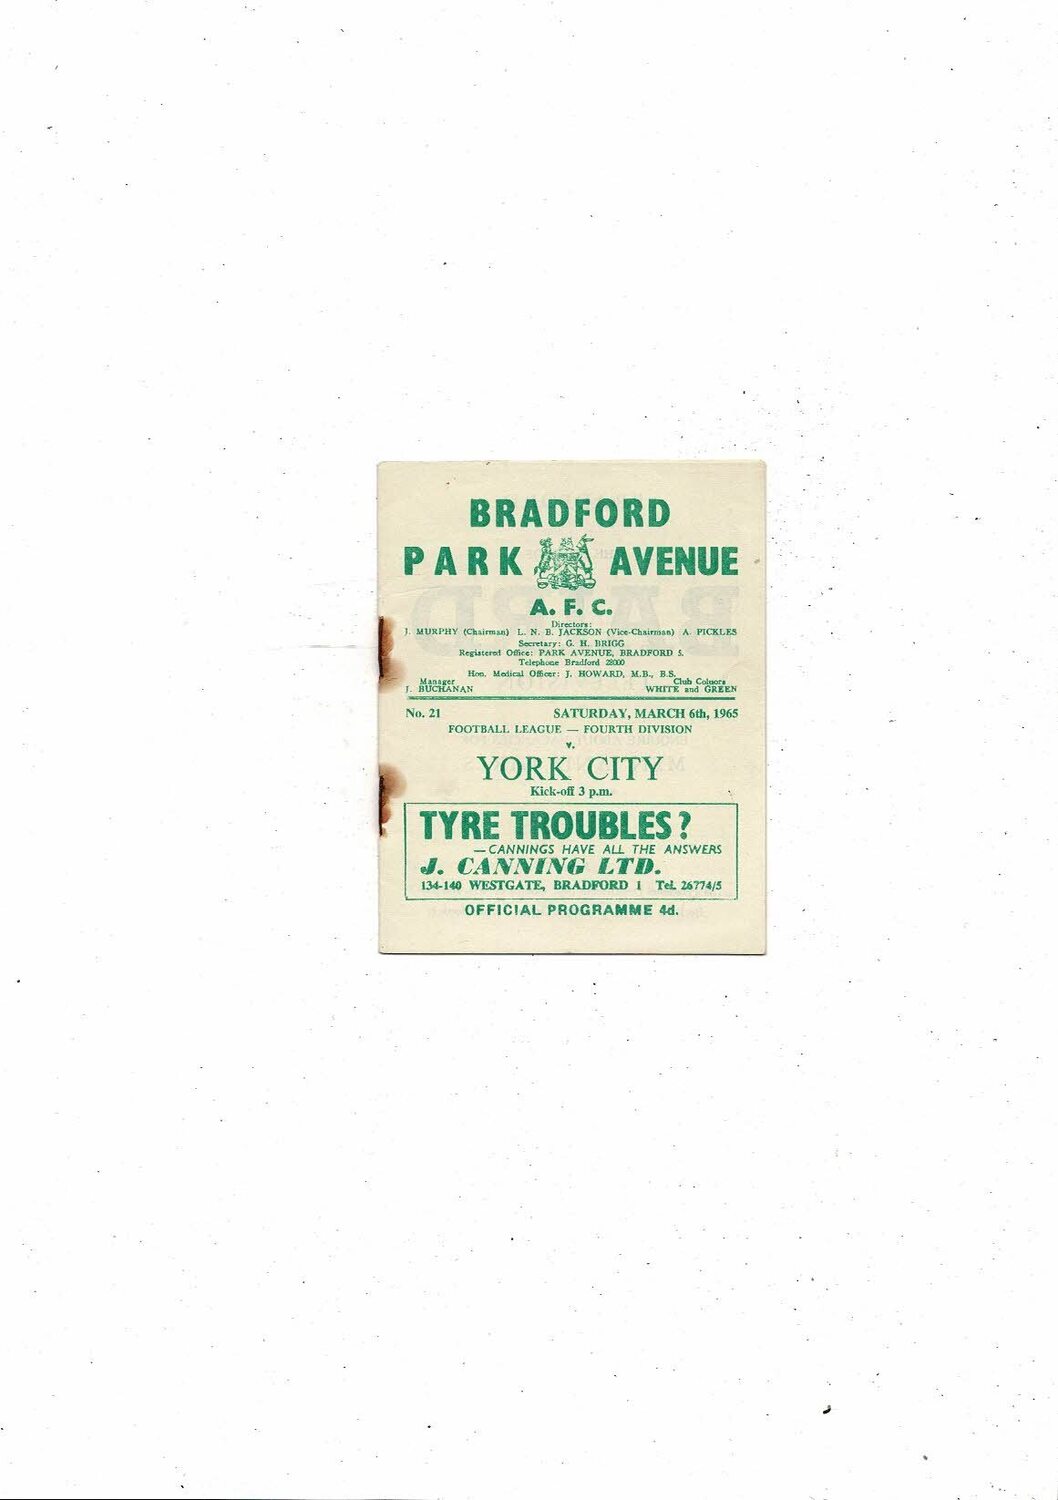 BRADFORD
PARK AVENUE
A. F. C.
Directors:
J. MURPHY (Chairman) L. N. B. JACKSON (Vice-Chairman) A. PICKLES
Secretary: G. H. BRIGG
Registered Office: PARK AVENUE, BRADFORD 5.
Telephone Bradford 28000
Hon. Medical Officer: J. HOWARD, M.B., B.S.
Manager Club Colours
J. BUCHANAN WHITE and GREEN
No. 21 SATURDAY, MARCH 6th, 1965
FOOTBALL LEAGUE — FOURTH DIVISION
v.
YORK CITY
Kick-off 3 p.m.
TYRE TROUBLES?
—CANNINGS HAVE ALL THE ANSWERS
J. CANNING LTD.
134-140 WESTGATE, BRADFORD 1 Tel. 26774/5
OFFICIAL PROGRAMME 4d.